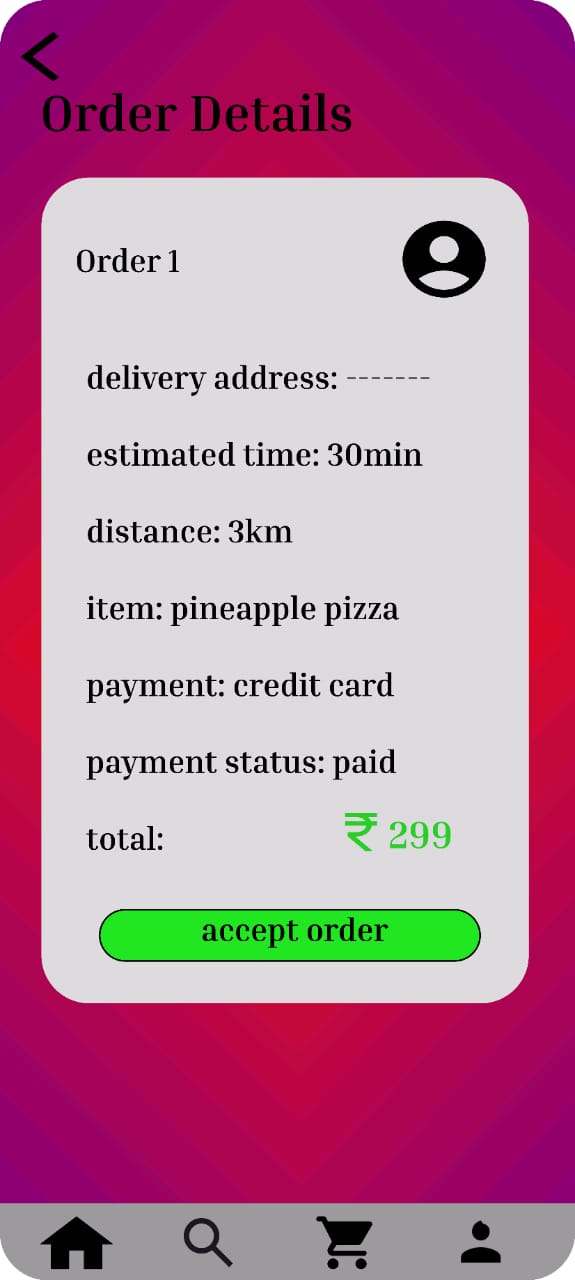 Order Details
Order 1
delivery address: -------
estimated time: 30min
distance: 3km
item: pineapple pizza
payment: credit card
payment status: paid
total: ₹ 299
accept order